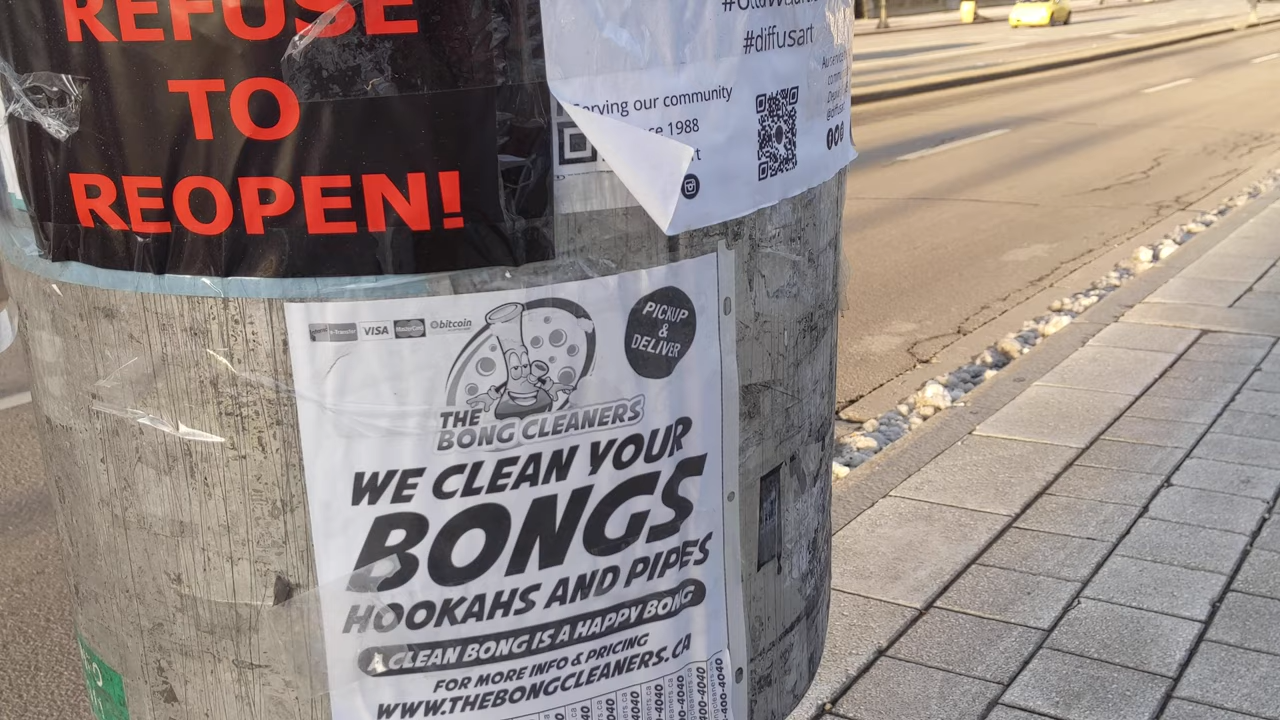 REFUSE
TO
REOPEN!
#diffusart
Serving our community
1988
VISA
MasterCard
bitcoin
PICKUP
&
DELIVER
THE
BONG CLEANERS
WE CLEAN YOUR
BONGS
HOOKAHS AND PIPES
A CLEAN BONG IS A HAPPY BONG
FOR MORE INFO & PRICING
WWW.THEBONGCLEANERS.CA